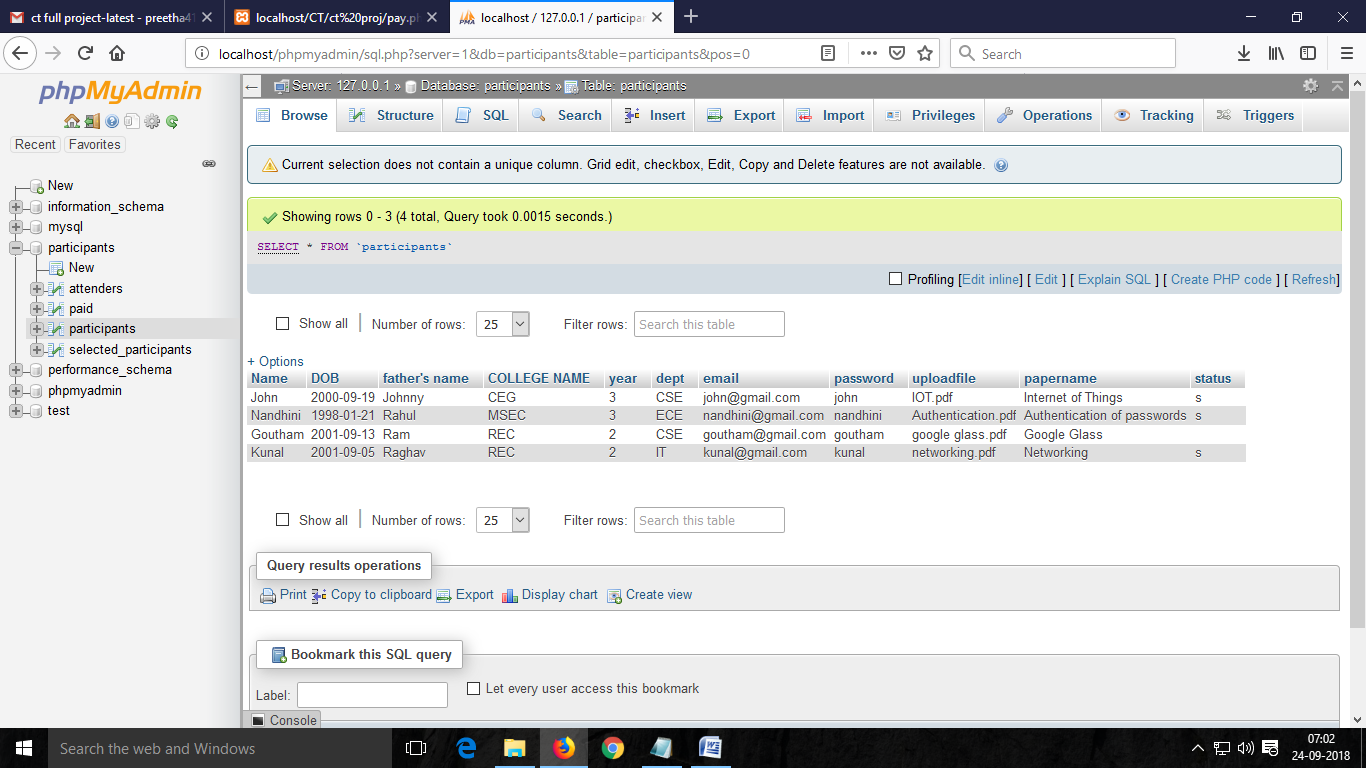 ct full project-latest - preetha41
localhost/CT/ct%20proj/pay.ph
localhost / 127.0.0.1 / participan
localhost/phpmyadmin/sql.php?server=1&db=participants&table=participants&pos=0
Search
phpMyAdmin
Recent
Favorites
New
information_schema
mysql
participants
New
attenders
paid
participants
selected_participants
performance_schema
phpmyadmin
test
Server: 127.0.0.1 » Database: participants » Table: participants
Browse Structure SQL Search Insert Export Import Privileges Operations Tracking Triggers
Current selection does not contain a unique column. Grid edit, checkbox, Edit, Copy and Delete features are not available.
Showing rows 0 - 3 (4 total, Query took 0.0015 seconds.)
SELECT * FROM `participants`
Profiling [Edit inline] [ Edit ] [ Explain SQL ] [ Create PHP code ] [ Refresh]
Show all Number of rows: 25 Filter rows: Search this table
+ Options
Name DOB father's name COLLEGE NAME year dept email password uploadfile papername status
John 2000-09-19 Johnny CEG 3 CSE john@gmail.com john IOT.pdf Internet of Things s
Nandhini 1998-01-21 Rahul MSEC 3 ECE nandhini@gmail.com nandhini Authentication.pdf Authentication of passwords s
Goutham 2001-09-13 Ram REC 2 CSE goutham@gmail.com goutham google glass.pdf Google Glass
Kunal 2001-09-05 Raghav REC 2 IT kunal@gmail.com kunal networking.pdf Networking s
Show all Number of rows: 25 Filter rows: Search this table
Query results operations
Print Copy to clipboard Export Display chart Create view
Bookmark this SQL query
Label: Let every user access this bookmark
Console
Search the web and Windows
07:02
24-09-2018